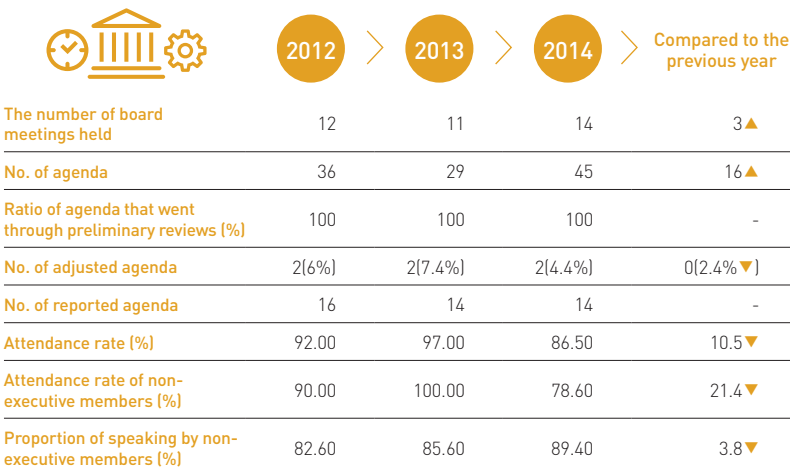 2012 2013 2014 Compared to the
previous year
The number of board
meetings held 12 11 14 3▲
No. of agenda 36 29 45 16▲
Ratio of agenda that went
through preliminary reviews (%) 100 100 100 -
No. of adjusted agenda 2(6%) 2(7.4%) 2(4.4%) 0(2.4%▼)
No. of reported agenda 16 14 14 -
Attendance rate (%) 92.00 97.00 86.50 10.5▼
Attendance rate of non-
executive members (%) 90.00 100.00 78.60 21.4▼
Proportion of speaking by non-
executive members (%) 82.60 85.60 89.40 3.8▼